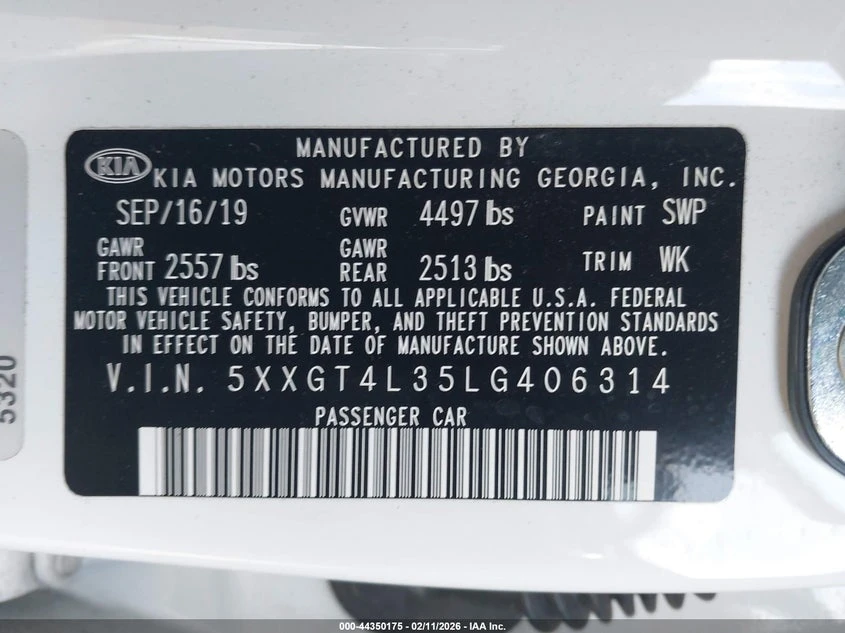 MANUFACTURED BY
KIA KIA MOTORS MANUFACTURING GEORGIA, INC.
SEP/16/19 GVWR 4497 lbs PAINT SWP
GAWR FRONT 2557 lbs GAWR REAR 2513 lbs TRIM WK
THIS VEHICLE CONFORMS TO ALL APPLICABLE U.S.A. FEDERAL
MOTOR VEHICLE SAFETY, BUMPER, AND THEFT PREVENTION STANDARDS
IN EFFECT ON THE DATE OF MANUFACTURE SHOWN ABOVE.
V.I.N. 5XXGT4L35LG406314
PASSENGER CAR
5320
000-44350175 - 02/11/2026 - IAA Inc.